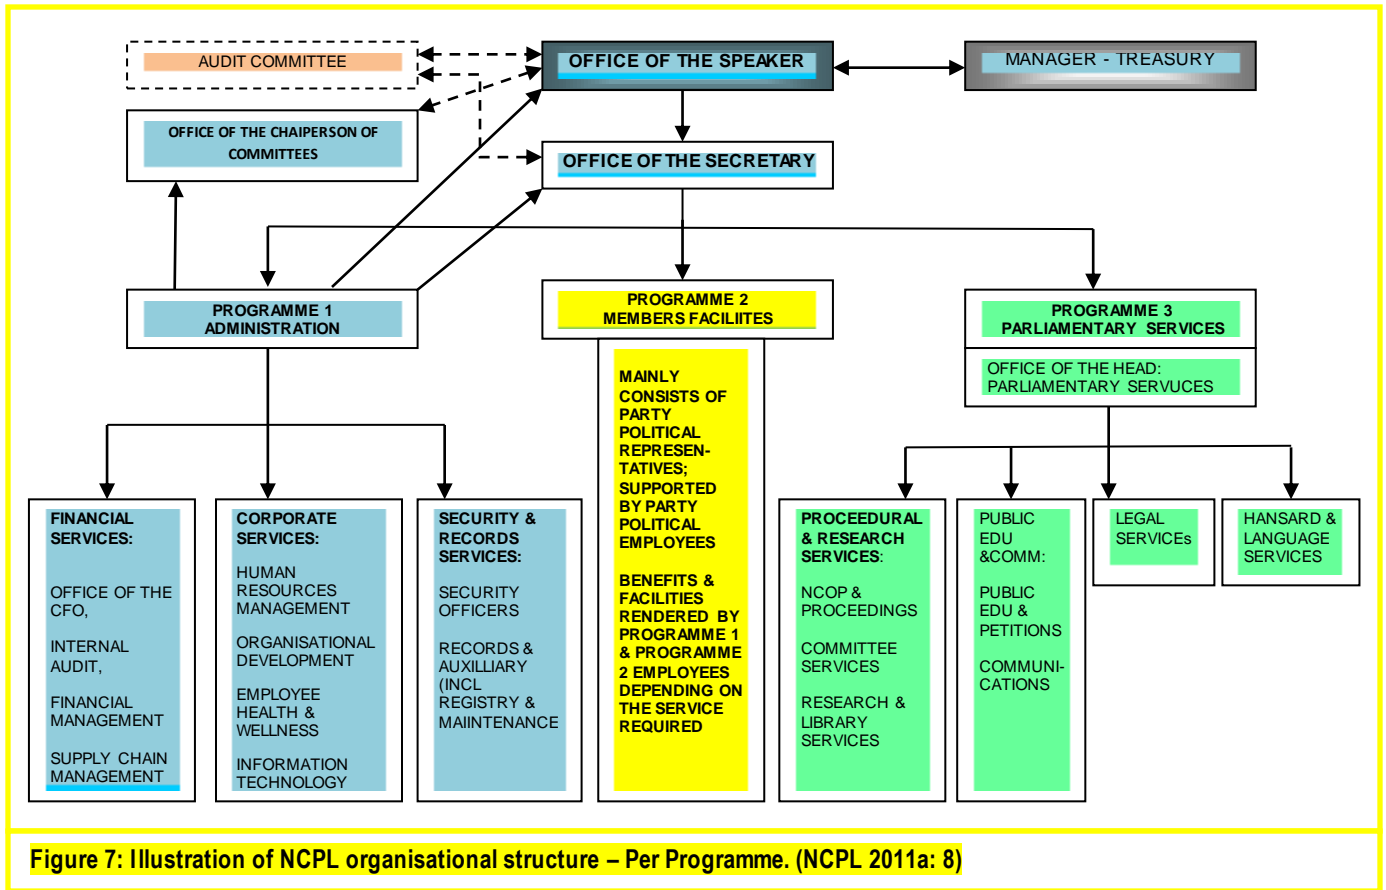 AUDIT COMMITTEE
OFFICE OF THE SPEAKER
MANAGER - TREASURY
OFFICE OF THE CHAIPERSON OF
COMMITTEES
OFFICE OF THE SECRETARY
PROGRAMME 1
ADMINISTRATION
PROGRAMME 2
MEMBERS FACILIITES
PROGRAMME 3
PARLIAMENTARY SERVICES
OFFICE OF THE HEAD:
PARLIAMENTARY SERVUCES
FINANCIAL
SERVICES:
OFFICE OF THE
CFO,
INTERNAL
AUDIT,
FINANCIAL
MANAGEMENT
SUPPLY CHAIN
MANAGEMENT
CORPORATE
SERVICES:
HUMAN
RESOURCES
MANAGEMENT
ORGANISATIONAL
DEVELOPMENT
EMPLOYEE
HEALTH &
WELLNESS
INFORMATION
TECHNOLOGY
SECURITY &
RECORDS
SERVICES:
SECURITY
OFFICERS
RECORDS &
AUXILLIARY
(INCL
REGISTRY &
MAIINTENANCE
MAINLY
CONSISTS OF
PARTY
POLITICAL
REPRESEN-
TATIVES;
SUPPORTED
BY PARTY
POLITICAL
EMPLOYEES
BENEFITS &
FACILITIES
RENDERED BY
PROGRAMME 1
& PROGRAMME
2 EMPLOYEES
DEPENDING ON
THE SERVICE
REQUIRED
PROCEEDURAL
& RESEARCH
SERVICES:
NCOP &
PROCEEDINGS
COMMITTEE
SERVICES
RESEARCH &
LIBRARY
SERVICES
PUBLIC
EDU
&COMM:
PUBLIC
EDU &
PETITIONS
COMMUNI-
CATIONS
LEGAL
SERVICEs
HANSARD &
LANGUAGE
SERVICES
Figure 7: Illustration of NCPL organisational structure – Per Programme. (NCPL 2011a: 8)